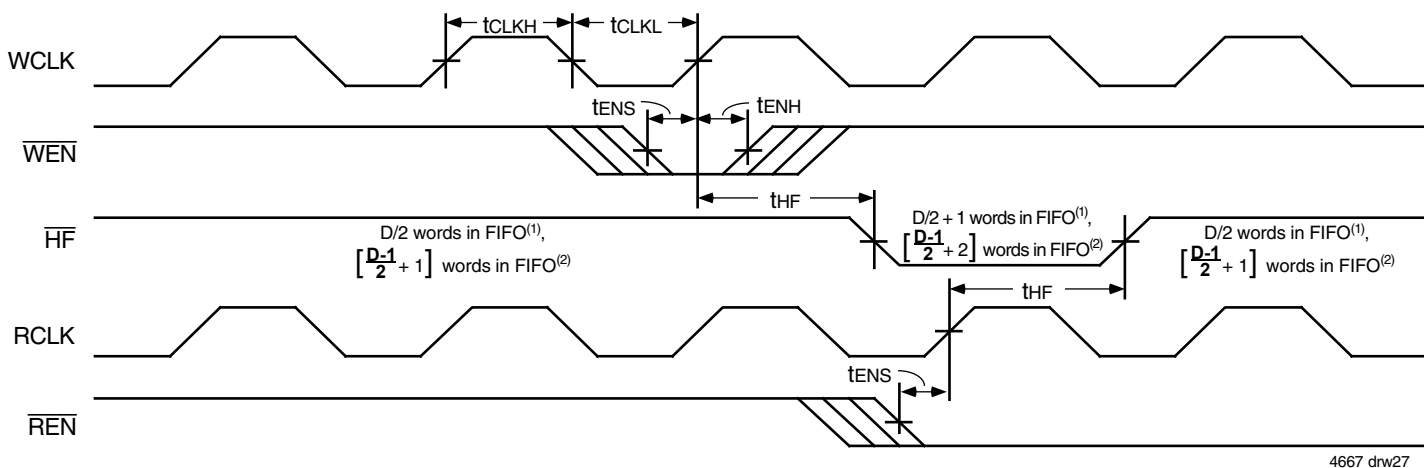 tCLKH tCLKL
WCLK
tENS tENH
WEN
tHF
HF
D/2 words in FIFO(1),
[D-1/2 + 1] words in FIFO(2)
D/2 + 1 words in FIFO(1),
[D-1/2 + 2] words in FIFO(2)
D/2 words in FIFO(1),
[D-1/2 + 1] words in FIFO(2)
tHF
RCLK
tENS
REN
4667 drw27